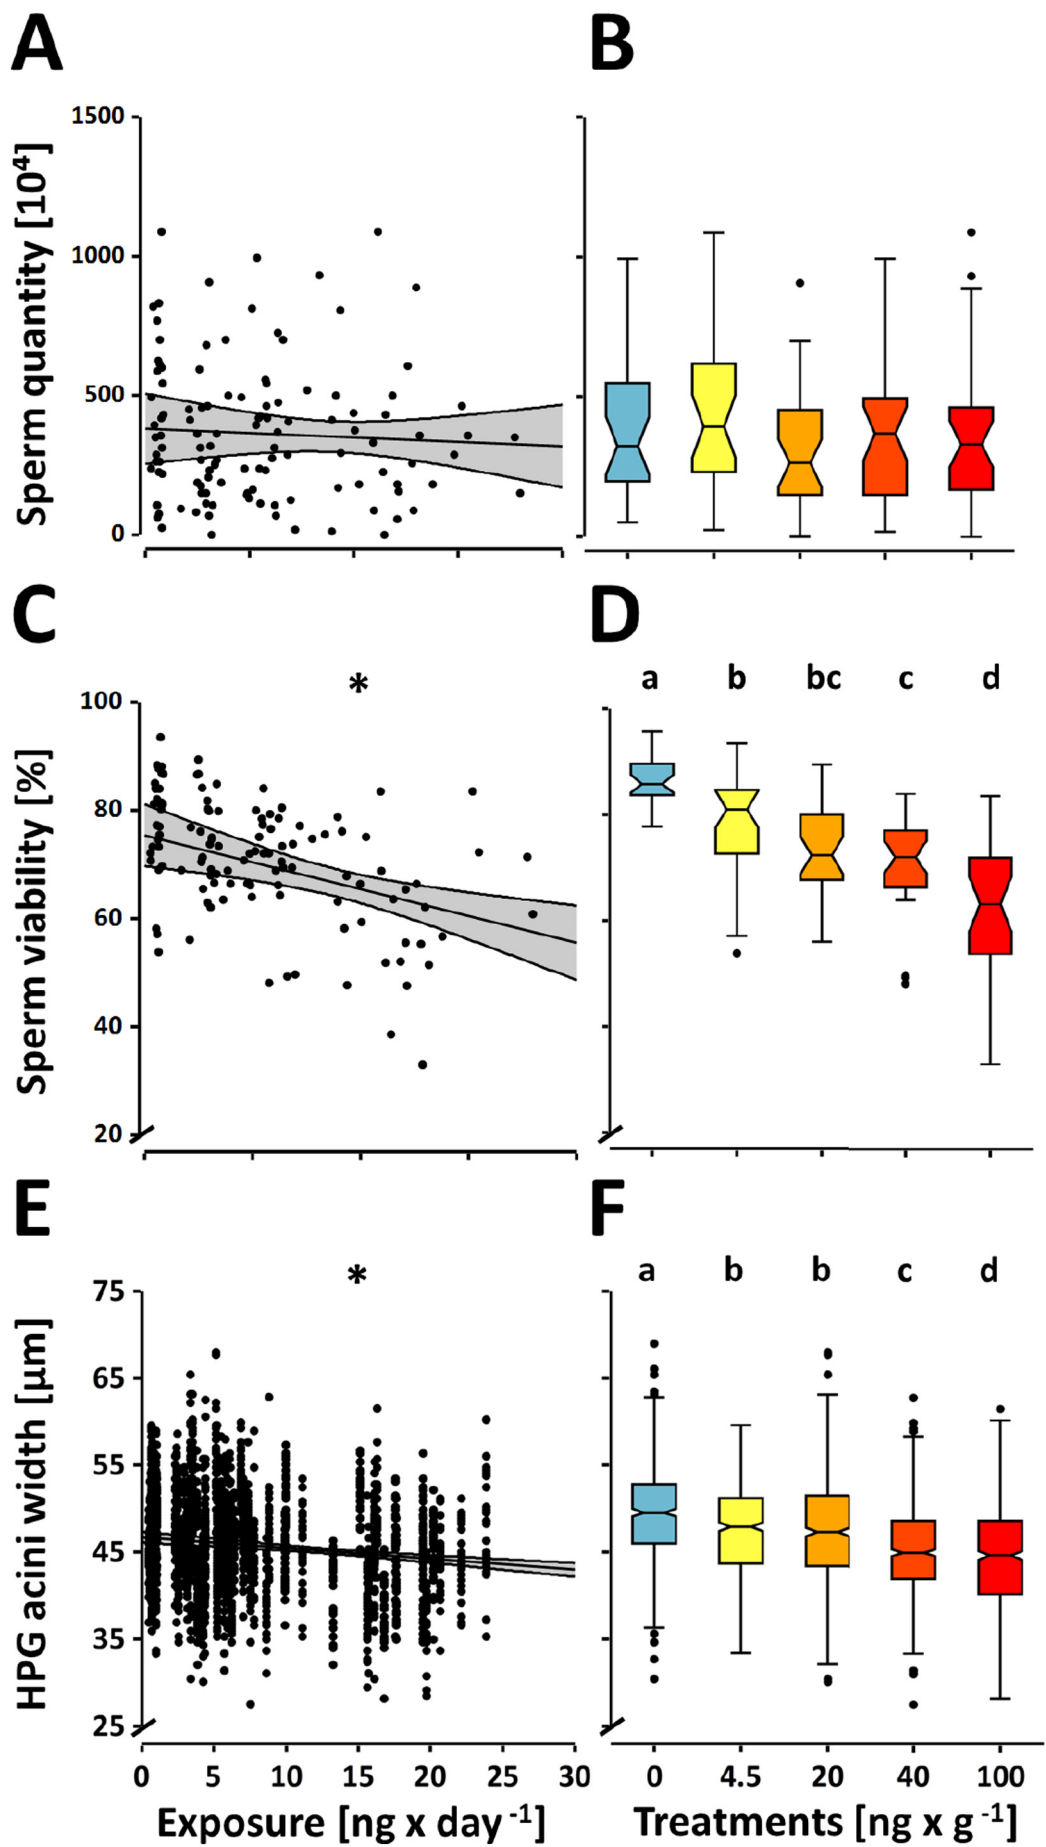 A
B
Sperm quantity [10⁴]
1500
1000
500
0
C
D
Sperm viability [%]
*
a b bc c d
100
80
60
40
20
E
F
HPG acini width [µm]
*
a b b c d
75
65
55
45
35
25
0 5 10 15 20 25 30
0 4.5 20 40 100
Exposure [ng x day ⁻¹]
Treatments [ng x g ⁻¹]